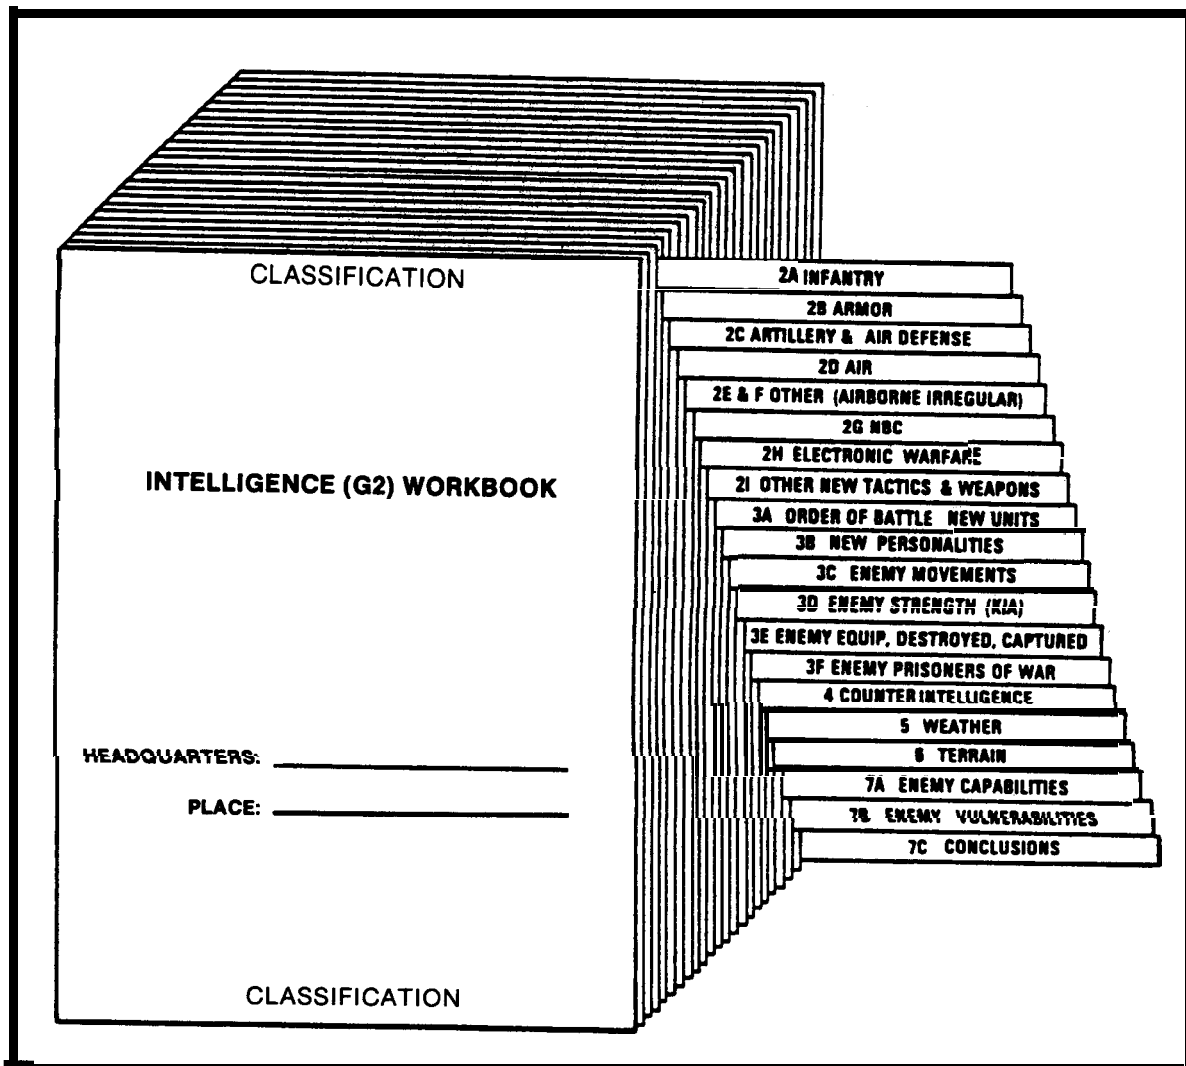 CLASSIFICATION
INTELLIGENCE (G2) WORKBOOK
HEADQUARTERS:
PLACE:
CLASSIFICATION
2A INFANTRY
2B ARMOR
2C ARTILLERY & AIR DEFENSE
2D AIR
2E & F OTHER (AIRBORNE IRREGULAR)
2G NBC
2H ELECTRONIC WARFARE
2I OTHER NEW TACTICS & WEAPONS
3A ORDER OF BATTLE NEW UNITS
3B NEW PERSONALITIES
3C ENEMY MOVEMENTS
3D ENEMY STRENGTH (KIA)
3E ENEMY EQUIP, DESTROYED, CAPTURED
3F ENEMY PRISONERS OF WAR
4 COUNTERINTELLIGENCE
5 WEATHER
6 TERRAIN
7A ENEMY CAPABILITIES
7B ENEMY VULNERABILITIES
7C CONCLUSIONS